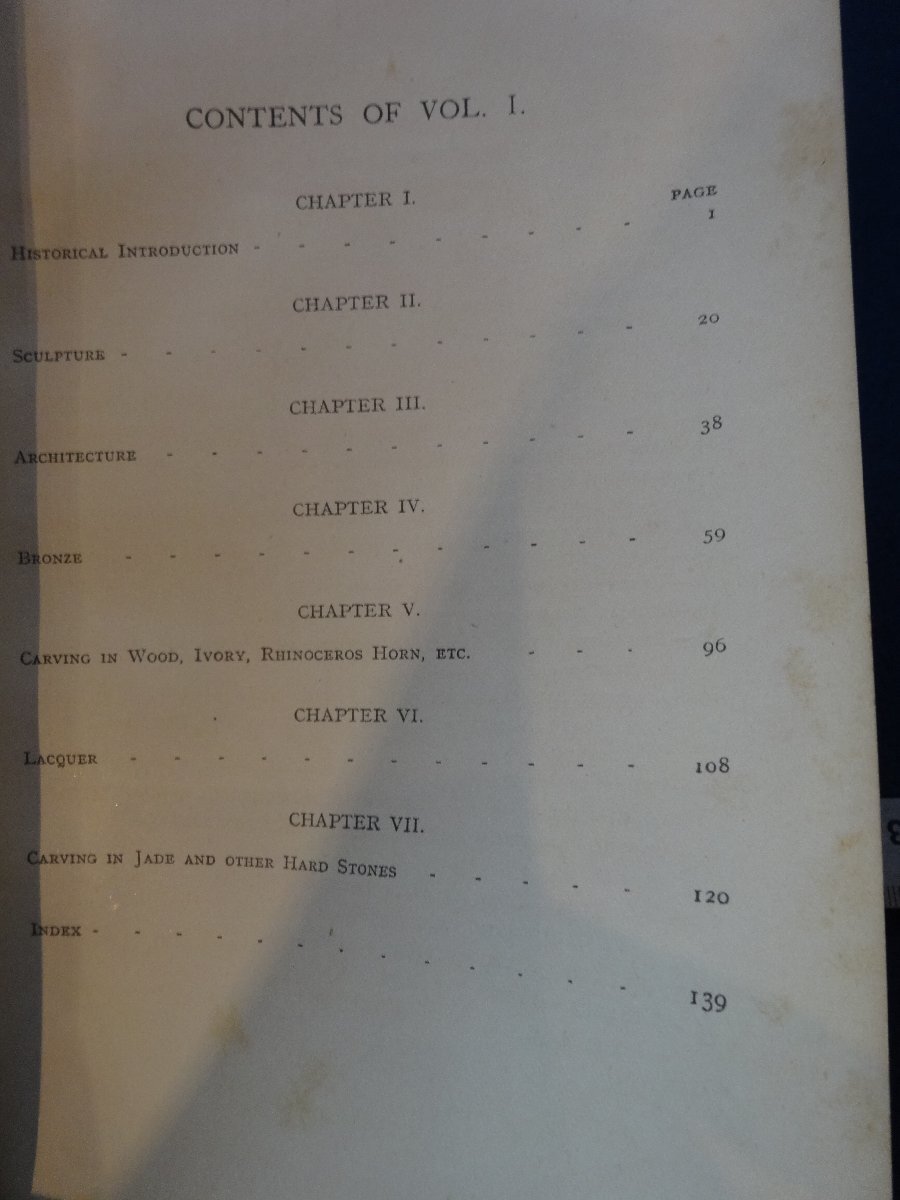 CONTENTS OF VOL. I.
CHAPTER I.
PAGE
HISTORICAL INTRODUCTION - - - - - - - - - 1
CHAPTER II.
SCULPTURE - - - - - - - - - - - - 20
CHAPTER III.
ARCHITECTURE - - - - - - - - - - - 38
CHAPTER IV.
BRONZE - - - - - - - - - - - - 59
CHAPTER V.
CARVING IN WOOD, IVORY, RHINOCEROS HORN, ETC. - - - 96
CHAPTER VI.
LACQUER - - - - - - - - - - - - 108
CHAPTER VII.
CARVING IN JADE AND OTHER HARD STONES - - - - - 120
INDEX - - - - - - - - - - - - - 139